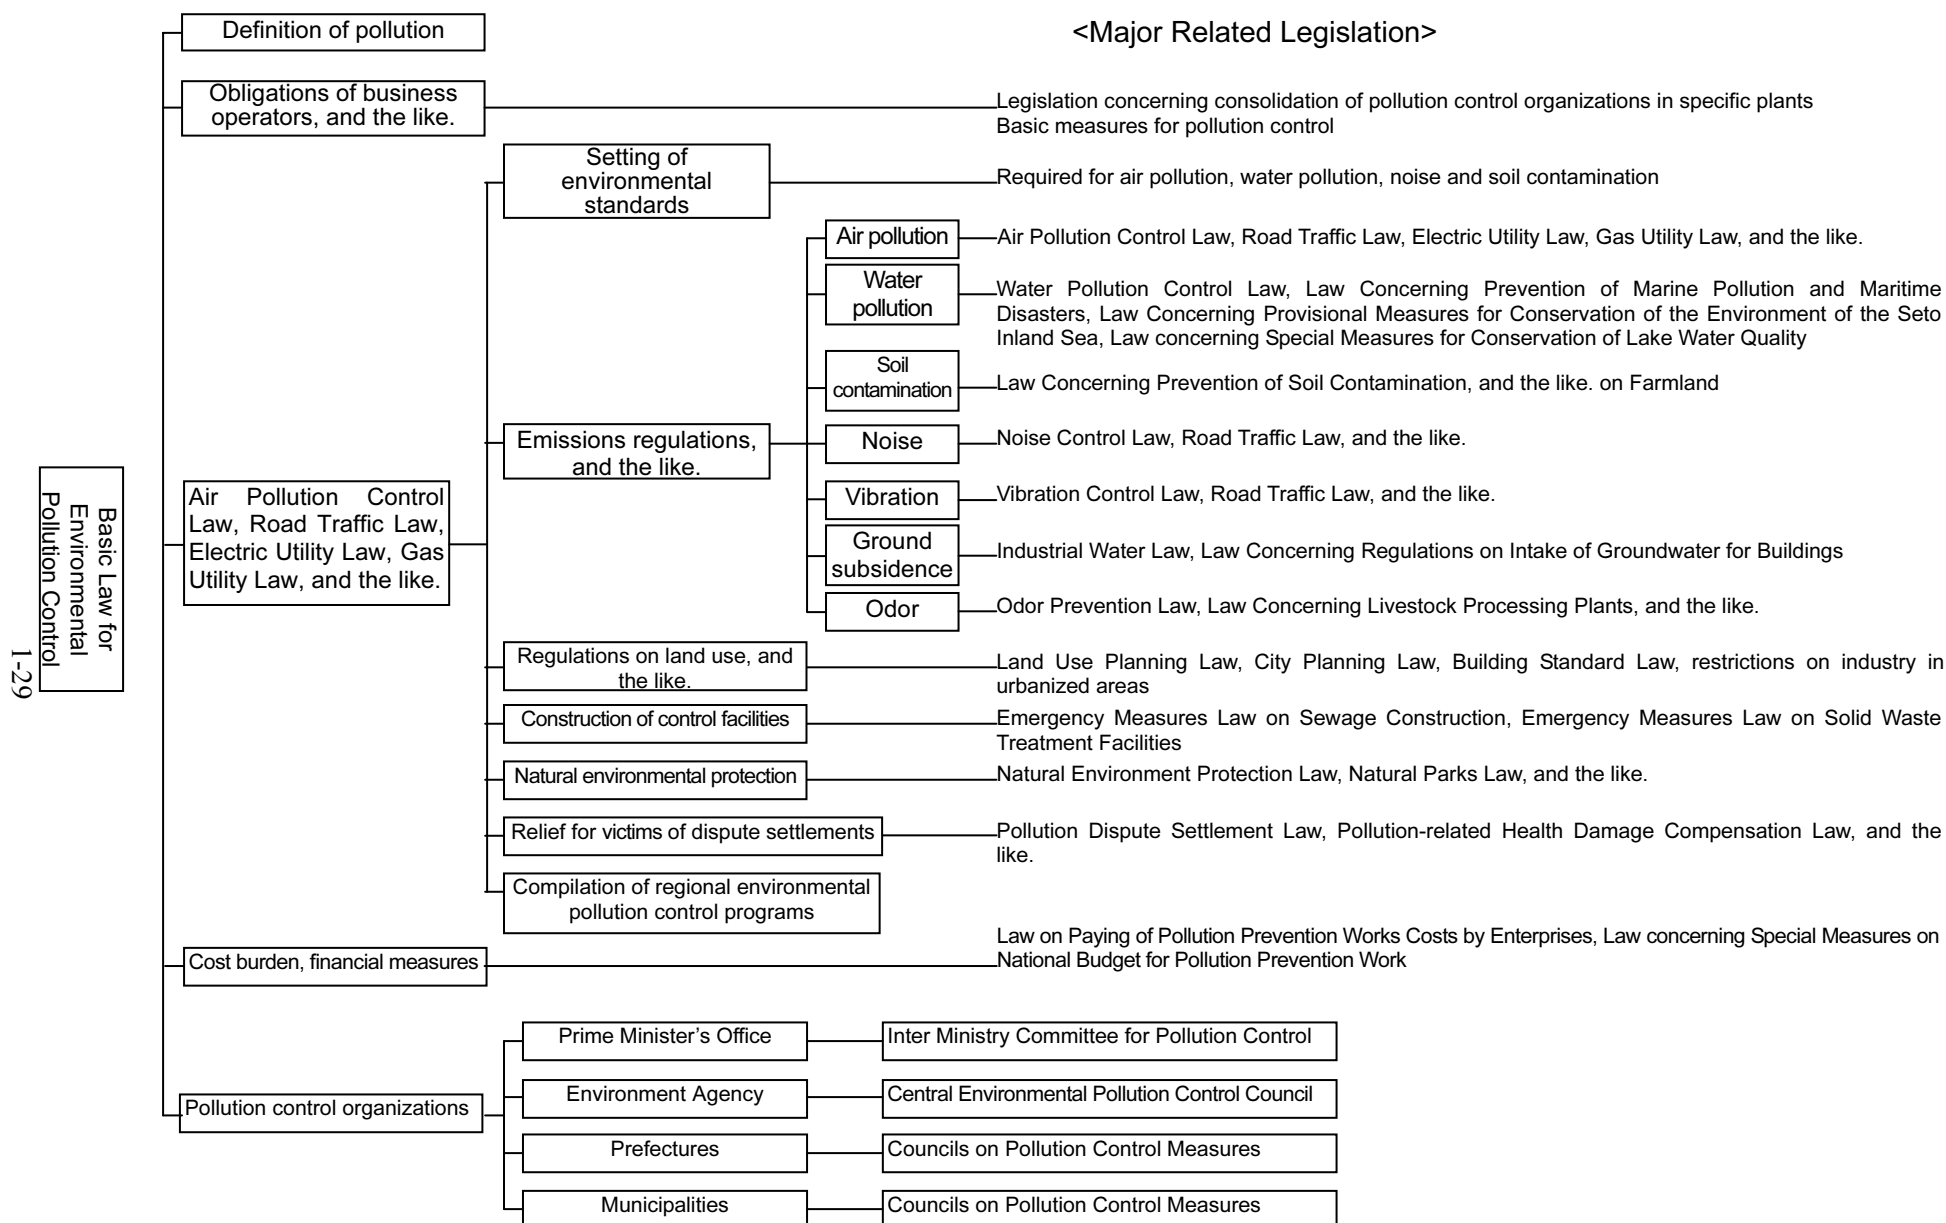 Definition of pollution
<Major Related Legislation>
Obligations of business
operators, and the like.
Legislation concerning consolidation of pollution control organizations in specific plants
Basic measures for pollution control
Setting of
environmental
standards
Required for air pollution, water pollution, noise and soil contamination
Air pollution
Air Pollution Control Law, Road Traffic Law, Electric Utility Law, Gas Utility Law, and the like.
Water
pollution
Water Pollution Control Law, Law Concerning Prevention of Marine Pollution and Maritime
Disasters, Law Concerning Provisional Measures for Conservation of the Environment of the Seto
Inland Sea, Law concerning Special Measures for Conservation of Lake Water Quality
Soil
contamination
Law Concerning Prevention of Soil Contamination, and the like. on Farmland
Emissions regulations,
and the like.
Noise
Noise Control Law, Road Traffic Law, and the like.
Basic Law for
Environmental
Pollution Control
1-29
Air Pollution Control
Law, Road Traffic Law,
Electric Utility Law, Gas
Utility Law, and the like.
Vibration
Vibration Control Law, Road Traffic Law, and the like.
Ground
subsidence
Industrial Water Law, Law Concerning Regulations on Intake of Groundwater for Buildings
Odor
Odor Prevention Law, Law Concerning Livestock Processing Plants, and the like.
Regulations on land use, and
the like.
Land Use Planning Law, City Planning Law, Building Standard Law, restrictions on industry in
urbanized areas
Construction of control facilities
Emergency Measures Law on Sewage Construction, Emergency Measures Law on Solid Waste
Treatment Facilities
Natural environmental protection
Natural Environment Protection Law, Natural Parks Law, and the like.
Relief for victims of dispute settlements
Pollution Dispute Settlement Law, Pollution-related Health Damage Compensation Law, and the
like.
Compilation of regional environmental
pollution control programs
Cost burden, financial measures
Law on Paying of Pollution Prevention Works Costs by Enterprises, Law concerning Special Measures on
National Budget for Pollution Prevention Work
Pollution control organizations
Prime Minister’s Office
Inter Ministry Committee for Pollution Control
Environment Agency
Central Environmental Pollution Control Council
Prefectures
Councils on Pollution Control Measures
Municipalities
Councils on Pollution Control Measures